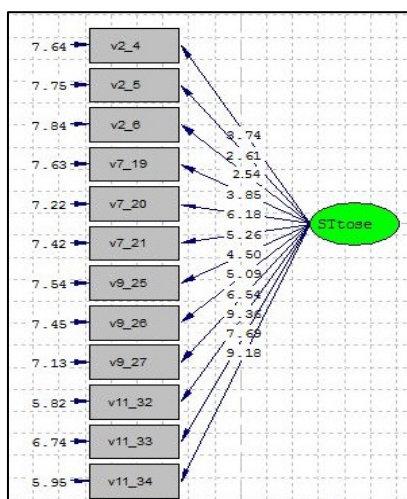 7.64 v2_4
7.75 v2_5
7.84 v2_6
3.74
2.61
2.54
7.63 v7_19
3.85
7.22 v7_20
6.18
STtose
7.42 v7_21
5.26
4.50
7.54 v9_25
5.09
7.45 v9_26
6.54
9.36
7.13 v9_27
7.69
9.18
5.82 v11_32
6.74 v11_33
5.95 v11_34